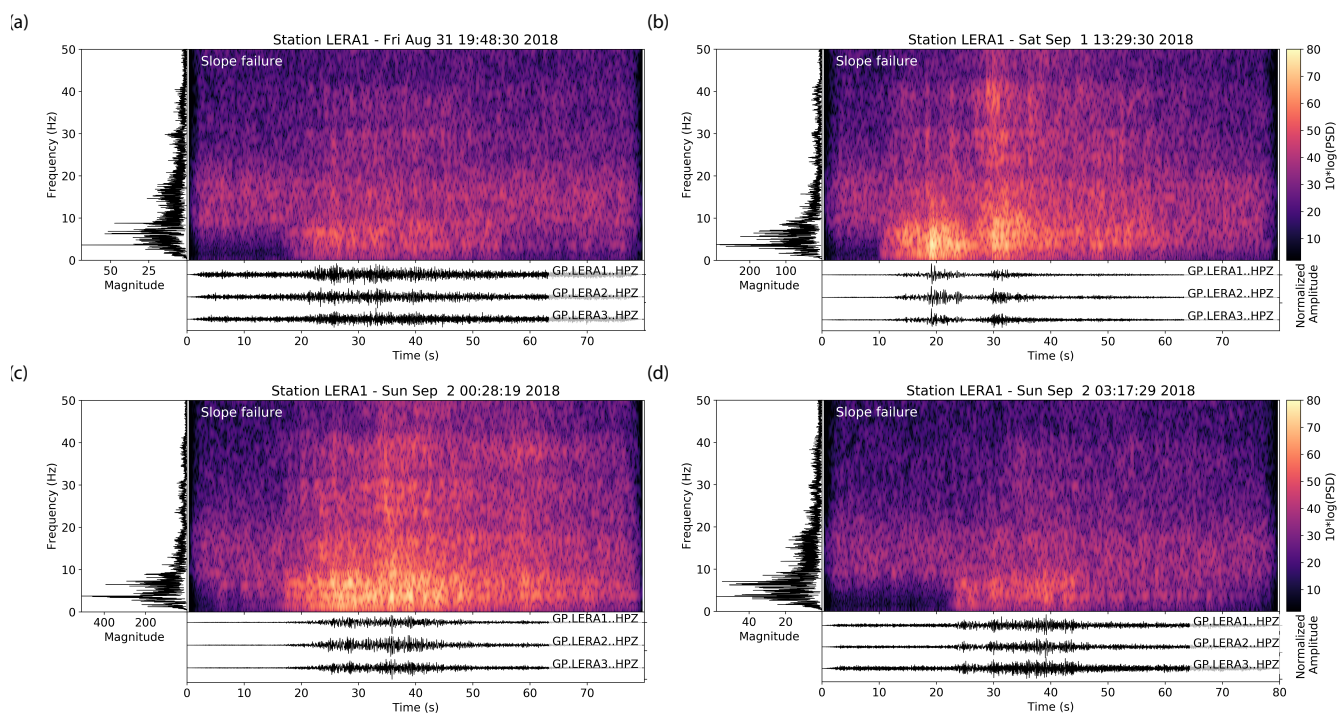 (a)
Station LERA1 - Fri Aug 31 19:48:30 2018
Slope failure
50
40
30
20
10
0
Frequency (Hz)
50 25
Magnitude
GP.LERA1..HPZ
GP.LERA2..HPZ
GP.LERA3..HPZ
0 10 20 30 40 50 60 70
Time (s)
(b)
Station LERA1 - Sat Sep 1 13:29:30 2018
Slope failure
50
40
30
20
10
0
Frequency (Hz)
200 100
Magnitude
GP.LERA1..HPZ
GP.LERA2..HPZ
GP.LERA3..HPZ
0 10 20 30 40 50 60 70 80
Time (s)
80
70
60
50
40
30
20
10
10*log(PSD)
Normalized
Amplitude
(c)
Station LERA1 - Sun Sep 2 00:28:19 2018
Slope failure
50
40
30
20
10
0
Frequency (Hz)
400 200
Magnitude
GP.LERA1..HPZ
GP.LERA2..HPZ
GP.LERA3..HPZ
0 10 20 30 40 50 60 70
Time (s)
(d)
Station LERA1 - Sun Sep 2 03:17:29 2018
Slope failure
50
40
30
20
10
0
Frequency (Hz)
40 20
Magnitude
GP.LERA1..HPZ
GP.LERA2..HPZ
GP.LERA3..HPZ
0 10 20 30 40 50 60 70 80
Time (s)
80
70
60
50
40
30
20
10
10*log(PSD)
Normalized
Amplitude